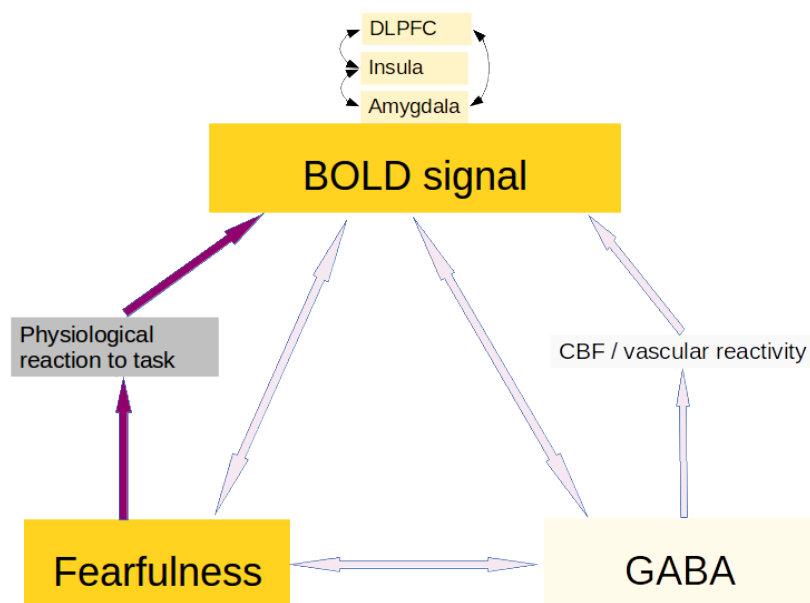 DLPFC
Insula
Amygdala
BOLD signal
Physiological
reaction to task
CBF / vascular reactivity
Fearfulness
GABA